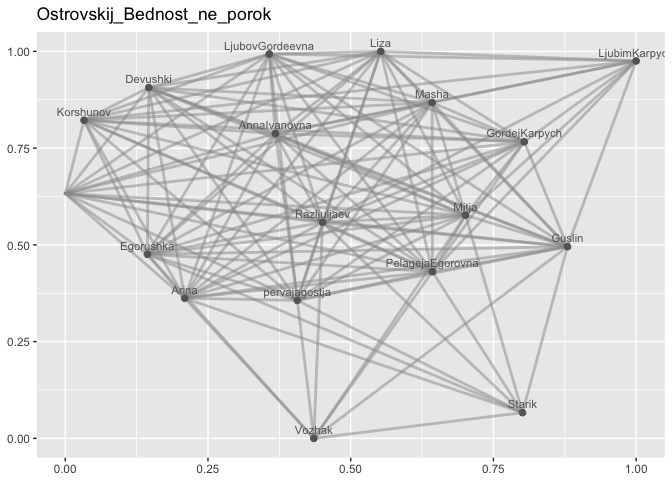 Ostrovskij_Bednost_ne_porok
1.00
LjubovGordeevna
Liza
LjubimKarpyc
Devushki
Masha
Korshunov
AnnaIvanovna
GordejKarpych
0.75
Razljuljaev
Mitja
0.50
Egorushka
Guslin
PelagejaEgorovna
Arina
pervajagostja
0.25
Starik
Vozhak
0.00
0.00
0.25
0.50
0.75
1.00